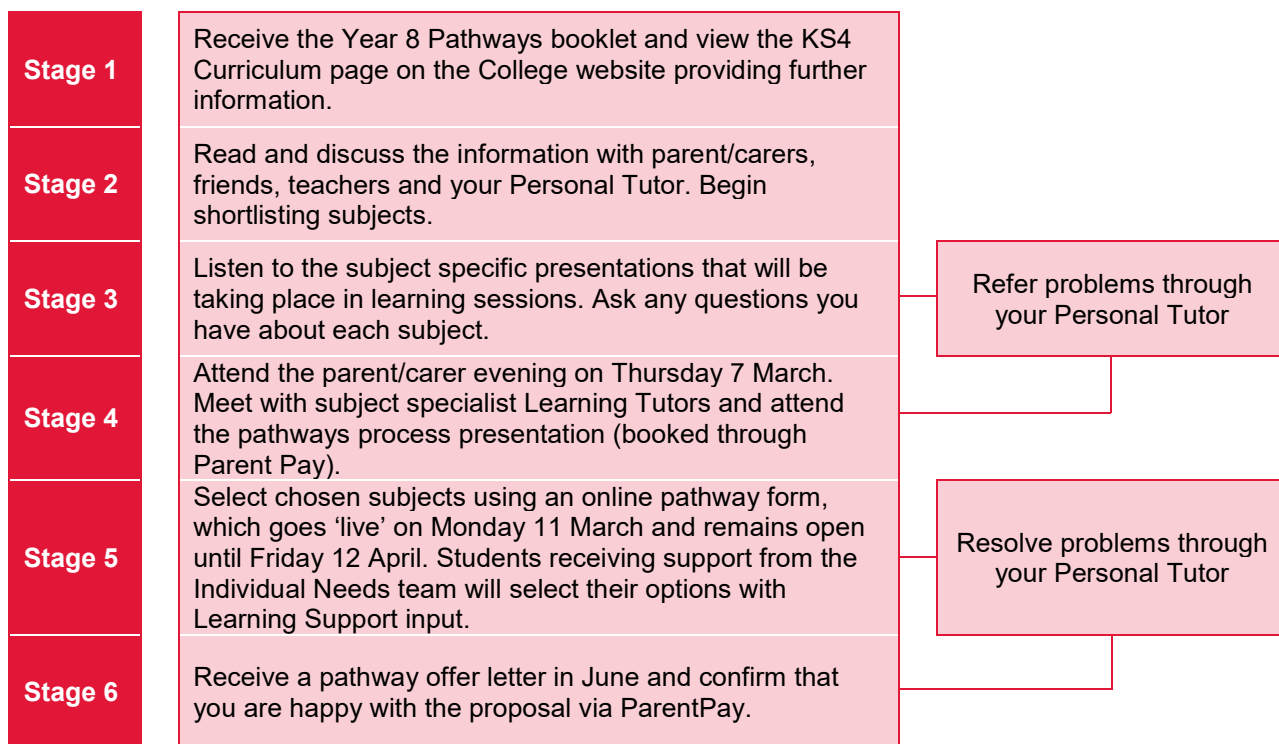 Stage 1
Receive the Year 8 Pathways booklet and view the KS4
Curriculum page on the College website providing further
information.
Stage 2
Read and discuss the information with parent/carers,
friends, teachers and your Personal Tutor. Begin
shortlisting subjects.
Stage 3
Listen to the subject specific presentations that will be
taking place in learning sessions. Ask any questions you
have about each subject.
Refer problems through
your Personal Tutor
Stage 4
Attend the parent/carer evening on Thursday 7 March.
Meet with subject specialist Learning Tutors and attend
the pathways process presentation (booked through
Parent Pay).
Stage 5
Select chosen subjects using an online pathway form,
which goes ‘live’ on Monday 11 March and remains open
until Friday 12 April. Students receiving support from the
Individual Needs team will select their options with
Learning Support input.
Resolve problems through
your Personal Tutor
Stage 6
Receive a pathway offer letter in June and confirm that
you are happy with the proposal via ParentPay.